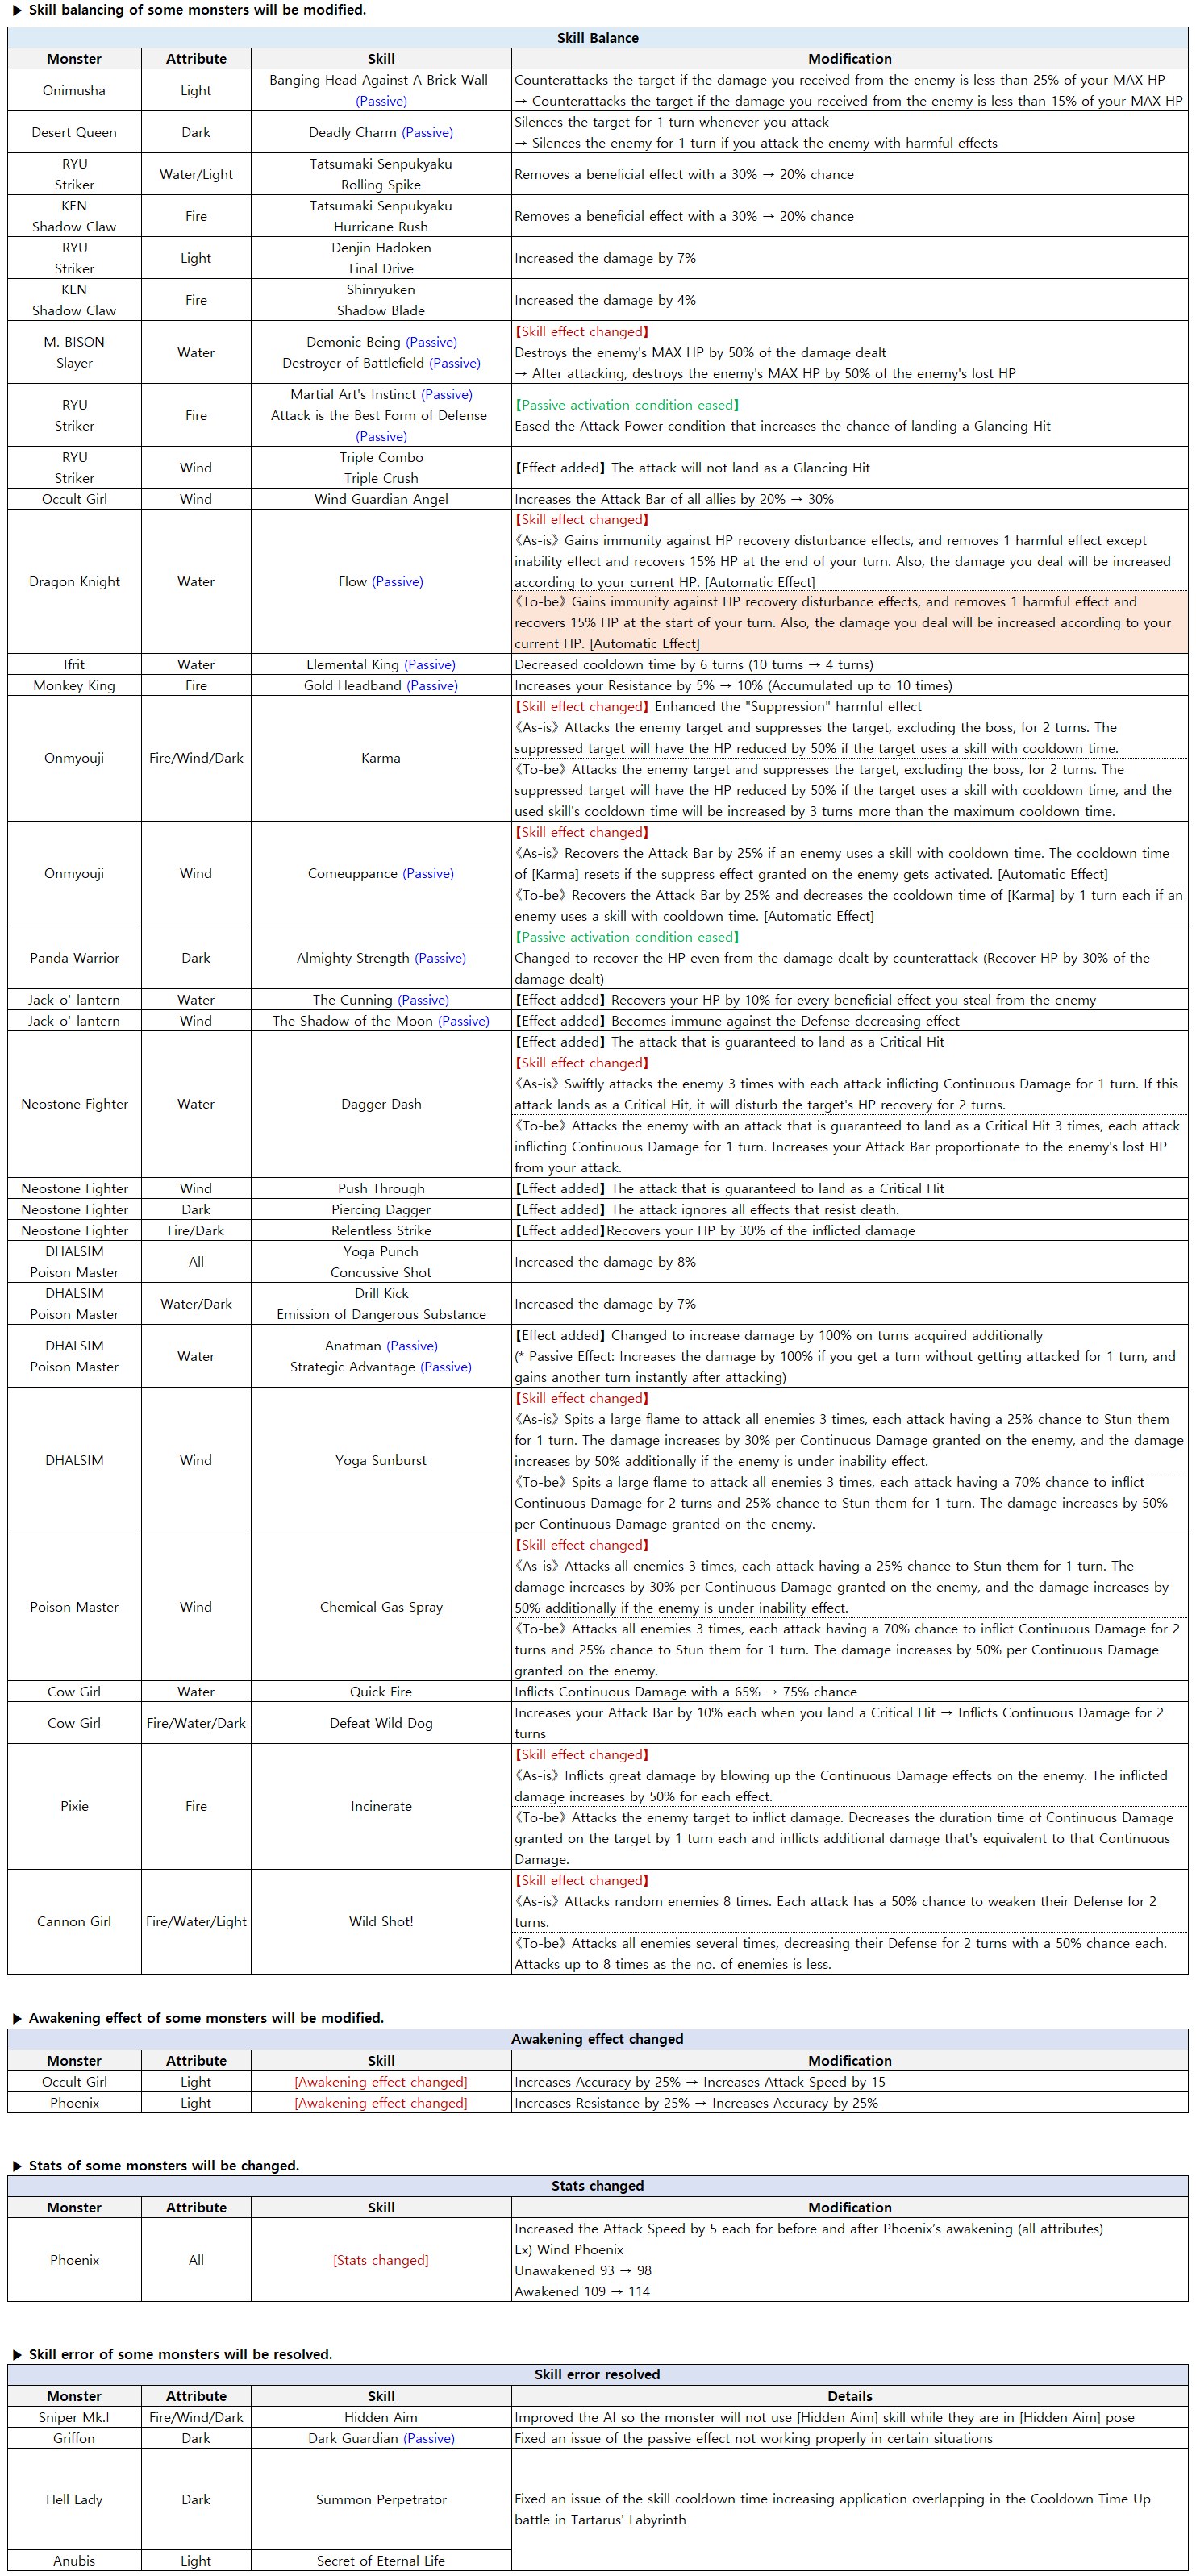 ▶ Skill balancing of some monsters will be modified.
Skill Balance
Monster Attribute Skill Modification
Onimusha Light Banging Head Against A Brick Wall (Passive)
Counterattacks the target if the damage you received from the enemy is less than 25% of your MAX HP
→ Counterattacks the target if the damage you received from the enemy is less than 15% of your MAX HP
Desert Queen Dark Deadly Charm (Passive)
Silences the target for 1 turn whenever you attack
→ Silences the enemy for 1 turn if you attack the enemy with harmful effects
RYU
Striker
Water/Light
Tatsumaki Senpukyaku
Rolling Spike
Removes a beneficial effect with a 30% → 20% chance
KEN
Shadow Claw
Fire
Tatsumaki Senpukyaku
Hurricane Rush
Removes a beneficial effect with a 30% → 20% chance
RYU
Striker
Light
Denjin Hadoken
Final Drive
Increased the damage by 7%
KEN
Shadow Claw
Fire
Shinryuken
Shadow Blade
Increased the damage by 4%
M. BISON
Slayer
Water
Demonic Being (Passive)
Destroyer of Battlefield (Passive)
【Skill effect changed】
Destroys the enemy's MAX HP by 50% of the damage dealt
→ After attacking, destroys the enemy's MAX HP by 50% of the enemy's lost HP
RYU
Striker
Fire
Martial Art's Instinct (Passive)
Attack is the Best Form of Defense
(Passive)
【Passive activation condition eased】
Eased the Attack Power condition that increases the chance of landing a Glancing Hit
RYU
Striker
Wind
Triple Combo
Triple Crush
【Effect added】 The attack will not land as a Glancing Hit
Occult Girl Wind Wind Guardian Angel Increases the Attack Bar of all allies by 20% → 30%
Dragon Knight Water Flow (Passive)
【Skill effect changed】
《As-is》 Gains immunity against HP recovery disturbance effects, and removes 1 harmful effect except
inability effect and recovers 15% HP at the end of your turn. Also, the damage you deal will be increased
according to your current HP. [Automatic Effect]
《To-be》 Gains immunity against HP recovery disturbance effects, and removes 1 harmful effect and
recovers 15% HP at the start of your turn. Also, the damage you deal will be increased according to your
current HP. [Automatic Effect]
Ifrit Water Elemental King (Passive) Decreased cooldown time by 6 turns (10 turns → 4 turns)
Monkey King Fire Gold Headband (Passive) Increases your Resistance by 5% → 10% (Accumulated up to 10 times)
Onmyouji Fire/Wind/Dark Karma
【Skill effect changed】 Enhanced the "Suppression" harmful effect
《As-is》 Attacks the enemy target and suppresses the target, excluding the boss, for 2 turns. The
suppressed target will have the HP reduced by 50% if the target uses a skill with cooldown time.
《To-be》 Attacks the enemy target and suppresses the target, excluding the boss, for 2 turns. The
suppressed target will have the HP reduced by 50% if the target uses a skill with cooldown time, and the
used skill's cooldown time will be increased by 3 turns more than the maximum cooldown time.
Onmyouji Wind Comeuppance (Passive)
【Skill effect changed】
《As-is》 Recovers the Attack Bar by 25% if an enemy uses a skill with cooldown time. The cooldown time
of [Karma] resets if the suppress effect granted on the enemy gets activated. [Automatic Effect]
《To-be》 Recovers the Attack Bar by 25% and decreases the cooldown time of [Karma] by 1 turn each if an
enemy uses a skill with cooldown time. [Automatic Effect]
Panda Warrior Dark Almighty Strength (Passive)
【Passive activation condition eased】
Changed to recover the HP even from the damage dealt by counterattack (Recover HP by 30% of the
damage dealt)
Jack-o'-lantern Water The Cunning (Passive) 【Effect added】 Recovers your HP by 10% for every beneficial effect you steal from the enemy
Jack-o'-lantern Wind The Shadow of the Moon (Passive) 【Effect added】 Becomes immune against the Defense decreasing effect
Neostone Fighter Water Dagger Dash
【Effect added】 The attack that is guaranteed to land as a Critical Hit
【Skill effect changed】
《As-is》 Swiftly attacks the enemy 3 times with each attack inflicting Continuous Damage for 1 turn. If this
attack lands as a Critical Hit, it will disturb the target's HP recovery for 2 turns.
《To-be》 Attacks the enemy with an attack that is guaranteed to land as a Critical Hit 3 times, each attack
inflicting Continuous Damage for 1 turn. Increases your Attack Bar proportionate to the enemy's lost HP
from your attack.
Neostone Fighter Wind Push Through 【Effect added】 The attack that is guaranteed to land as a Critical Hit
Neostone Fighter Dark Piercing Dagger 【Effect added】 The attack ignores all effects that resist death.
Neostone Fighter Fire/Dark Relentless Strike 【Effect added】Recovers your HP by 30% of the inflicted damage
DHALSIM
Poison Master
All
Yoga Punch
Concussive Shot
Increased the damage by 8%
DHALSIM
Poison Master
Water/Dark
Drill Kick
Emission of Dangerous Substance
Increased the damage by 7%
DHALSIM
Poison Master
Water
Anatman (Passive)
Strategic Advantage (Passive)
【Effect added】 Changed to increase damage by 100% on turns acquired additionally
(* Passive Effect: Increases the damage by 100% if you get a turn without getting attacked for 1 turn, and
gains another turn instantly after attacking)
DHALSIM Wind Yoga Sunburst
【Skill effect changed】
《As-is》 Spits a large flame to attack all enemies 3 times, each attack having a 25% chance to Stun them
for 1 turn. The damage increases by 30% per Continuous Damage granted on the enemy, and the damage
increases by 50% additionally if the enemy is under inability effect.
《To-be》 Spits a large flame to attack all enemies 3 times, each attack having a 70% chance to inflict
Continuous Damage for 2 turns and 25% chance to Stun them for 1 turn. The damage increases by 50%
per Continuous Damage granted on the enemy.
Poison Master Wind Chemical Gas Spray
【Skill effect changed】
《As-is》 Attacks all enemies 3 times, each attack having a 25% chance to Stun them for 1 turn. The
damage increases by 30% per Continuous Damage granted on the enemy, and the damage increases by
50% additionally if the enemy is under inability effect.
《To-be》 Attacks all enemies 3 times, each attack having a 70% chance to inflict Continuous Damage for 2
turns and 25% chance to Stun them for 1 turn. The damage increases by 50% per Continuous Damage
granted on the enemy.
Cow Girl Water Quick Fire Inflicts Continuous Damage with a 65% → 75% chance
Cow Girl Fire/Water/Dark Defeat Wild Dog
Increases your Attack Bar by 10% each when you land a Critical Hit → Inflicts Continuous Damage for 2
turns
Pixie Fire Incinerate
【Skill effect changed】
《As-is》 Inflicts great damage by blowing up the Continuous Damage effects on the enemy. The inflicted
damage increases by 50% for each effect.
《To-be》 Attacks the enemy target to inflict damage. Decreases the duration time of Continuous Damage
granted on the target by 1 turn each and inflicts additional damage that's equivalent to that Continuous
Damage.
Cannon Girl Fire/Water/Light Wild Shot!
【Skill effect changed】
《As-is》 Attacks random enemies 8 times. Each attack has a 50% chance to weaken their Defense for 2
turns.
《To-be》 Attacks all enemies several times, decreasing their Defense for 2 turns with a 50% chance each.
Attacks up to 8 times as the no. of enemies is less.
▶ Awakening effect of some monsters will be modified.
Awakening effect changed
Monster Attribute Skill Modification
Occult Girl Light [Awakening effect changed] Increases Accuracy by 25% → Increases Attack Speed by 15
Phoenix Light [Awakening effect changed] Increases Resistance by 25% → Increases Accuracy by 25%
▶ Stats of some monsters will be changed.
Stats changed
Monster Attribute Skill Modification
Phoenix All [Stats changed]
Increased the Attack Speed by 5 each for before and after Phoenix's awakening (all attributes)
Ex) Wind Phoenix
Unawakened 93 → 98
Awakened 109 → 114
▶ Skill error of some monsters will be resolved.
Skill error resolved
Monster Attribute Skill Details
Sniper Mk.I Fire/Wind/Dark Hidden Aim Improved the AI so the monster will not use [Hidden Aim] skill while they are in [Hidden Aim] pose
Griffon Dark Dark Guardian (Passive) Fixed an issue of the passive effect not working properly in certain situations
Hell Lady Dark Summon Perpetrator
Fixed an issue of the skill cooldown time increasing application overlapping in the Cooldown Time Up
battle in Tartarus' Labyrinth
Anubis Light Secret of Eternal Life